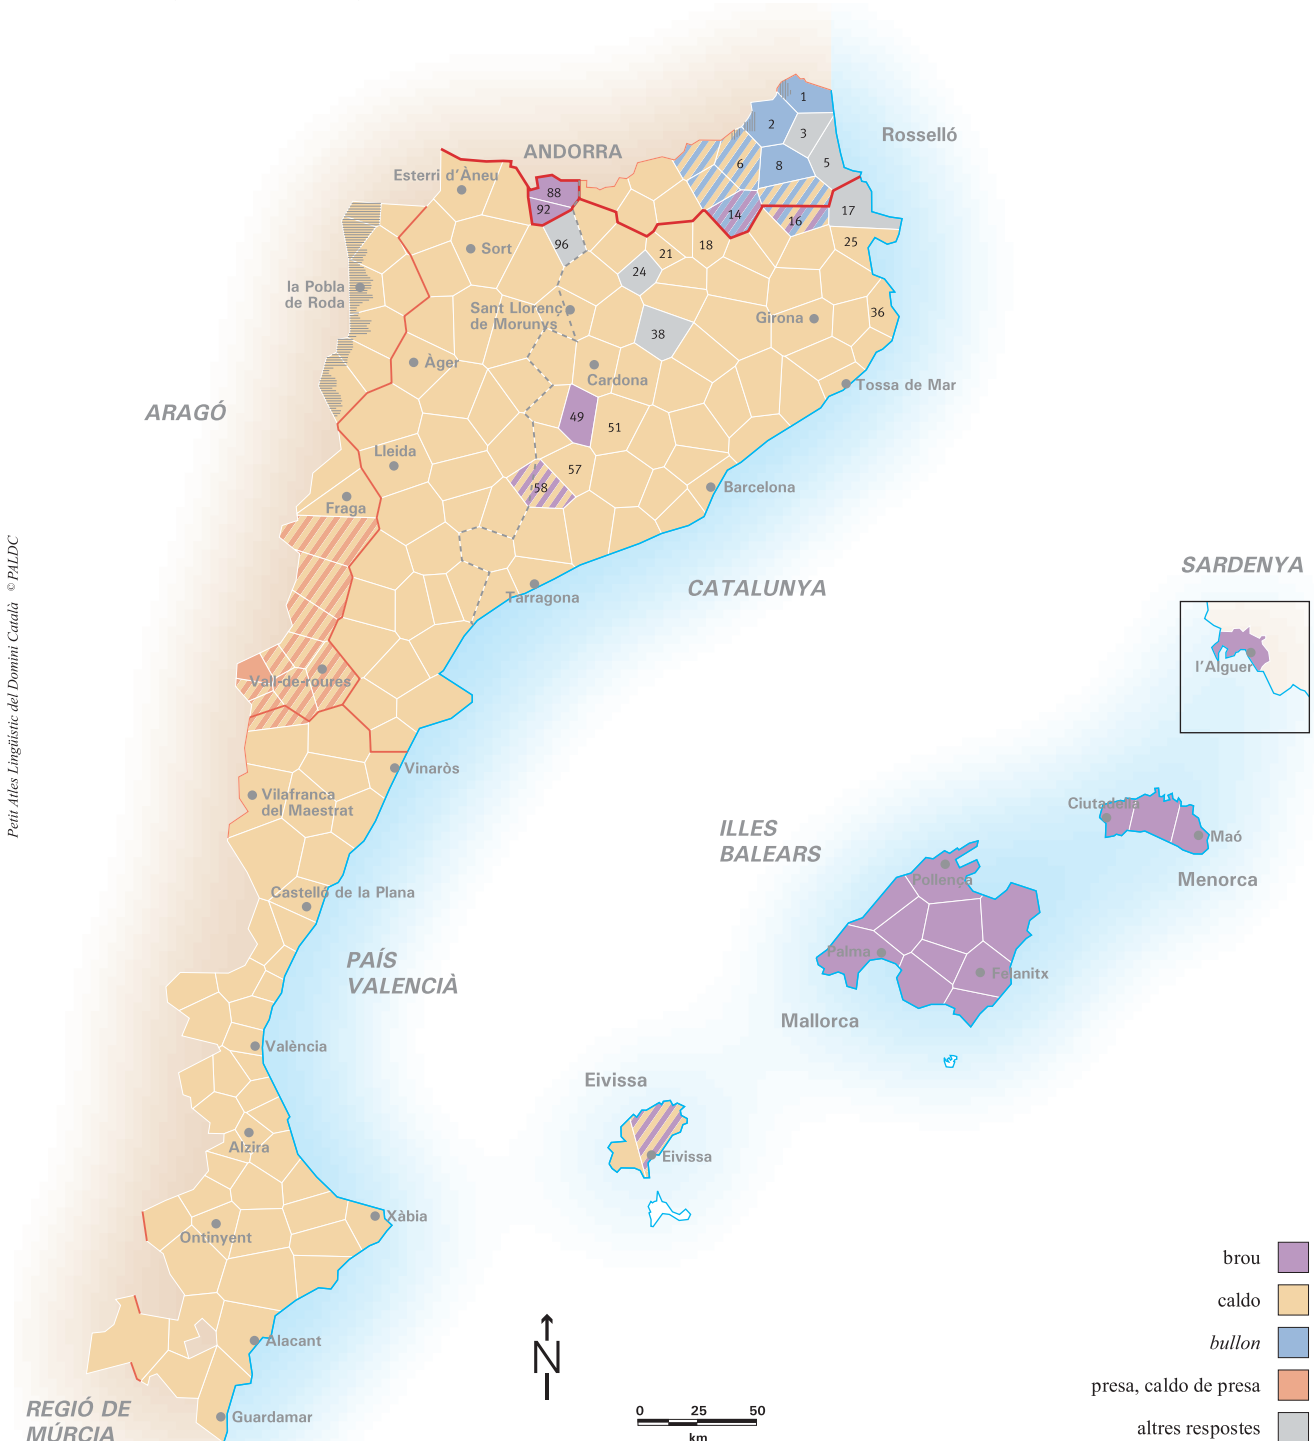 1
2
3
Rosselló
ANDORRA
6
8
5
Esterri d'Àneu
88
92
14
16
17
Sort
96
21
18
25
24
la Pobla
de Roda
Sant Llorenç
de Morunys
Girona
36
38
Àger
Cardona
Tossa de Mar
ARAGÓ
49
51
Lleida
57
58
Barcelona
Fraga
Petit Atles Lingüístic del Domini Català © PALDC
SARDENYA
CATALUNYA
Tarragona
l'Alguer
Vall-de-roures
Vinaròs
Vilafranca
del Maestrat
Ciutadella
Maó
ILLES
BALEARS
Menorca
Pollença
Castelló de la Plana
Palma
Felanitx
PAÍS
VALENCIÀ
Mallorca
València
Eivissa
Alzira
Eivissa
Xàbia
Ontinyent
brou
caldo
Alacant
N
bullon
presa, caldo de presa
REGIÓ DE
MÚRCIA
Guardamar
0 25 50
km
altres respostes